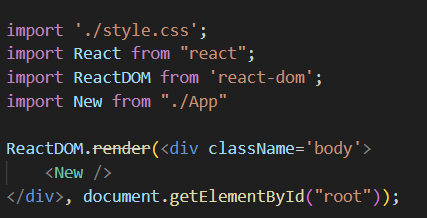 import './style.css';
import React from "react";
import ReactDOM from 'react-dom';
import New from "./App"
ReactDOM.render(<div className='body'>
<New />
</div>, document.getElementById("root"));